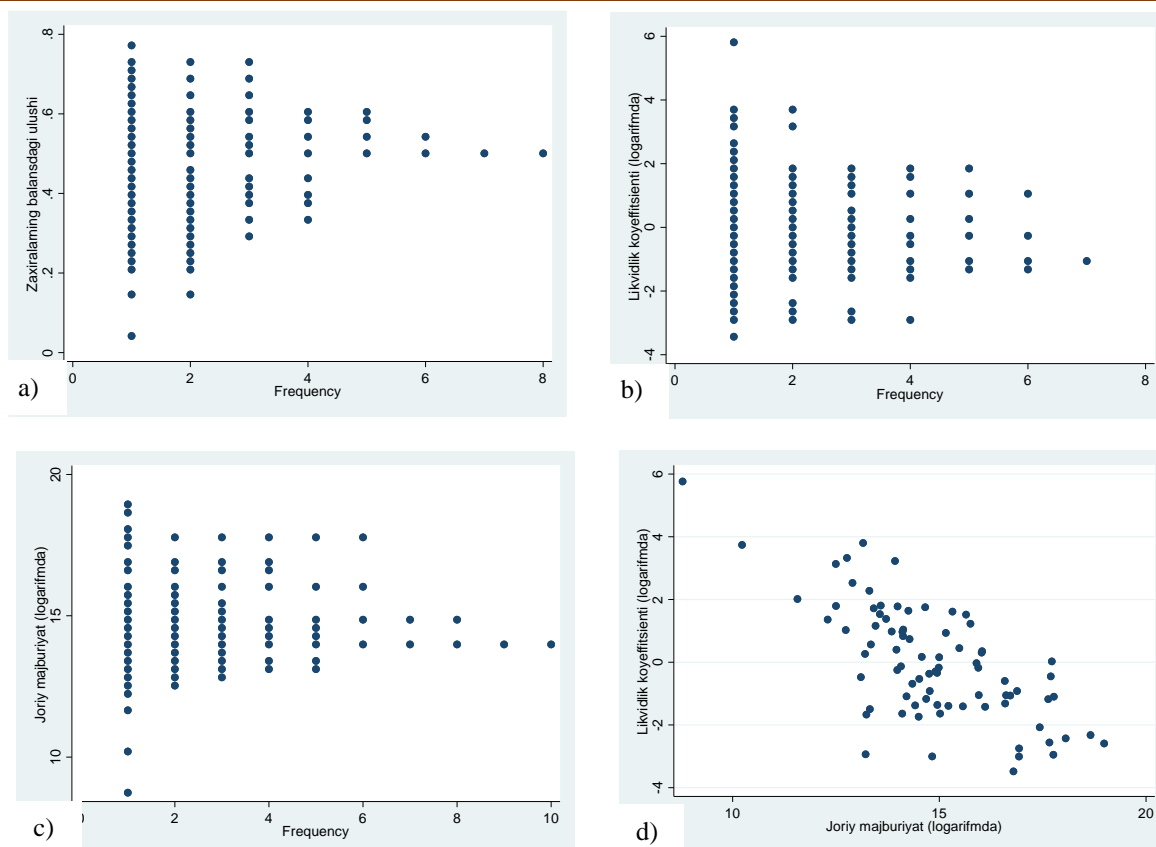 Zaxiralarning balansdagi ulushi
.8
.6
.4
.2
0
0 2 4 6 8
Frequency
a)
Likvidlik koyeffitsienti (logarifmda)
6
4
2
0
-2
-4
0 2 4 6 8
Frequency
b)
Joriy majburiyat (logarifmda)
20
15
10
2 4 6 8 10
Frequency
c)
Likvidlik koyeffitsienti (logarifmda)
6
4
2
0
-2
-4
10 15 20
Joriy majburiyat (logarifmda)
d)